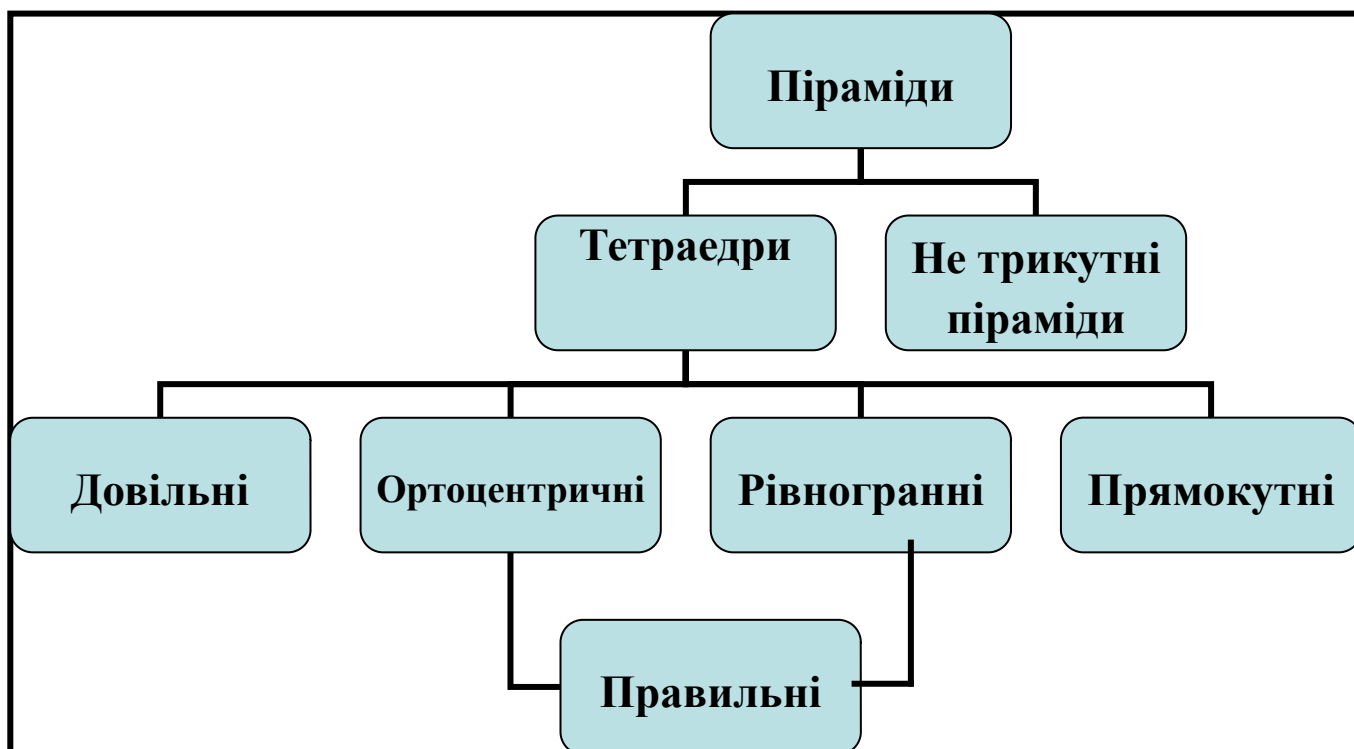 Піраміди
Тетраедри
Не трикутні
піраміди
Довільні
Ортоцентричні
Рівногранні
Прямокутні
Правильні